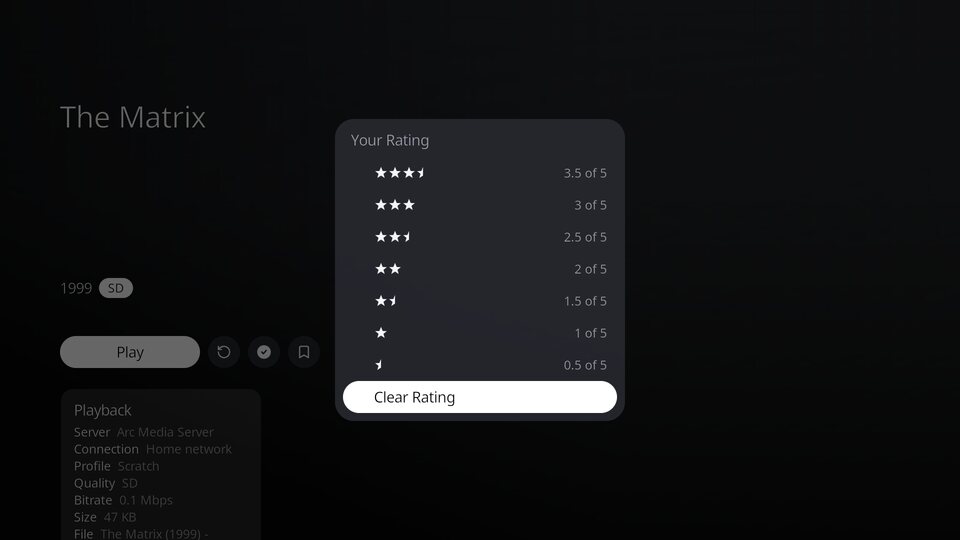 The Matrix
1999 SD
Play
Playback
Server Arc Media Server
Connection Home network
Profile Scratch
Quality SD
Bitrate 0.1 Mbps
Size 47 KB
File The Matrix (1999) -
Your Rating
3.5 of 5
3 of 5
2.5 of 5
2 of 5
1.5 of 5
1 of 5
0.5 of 5
Clear Rating